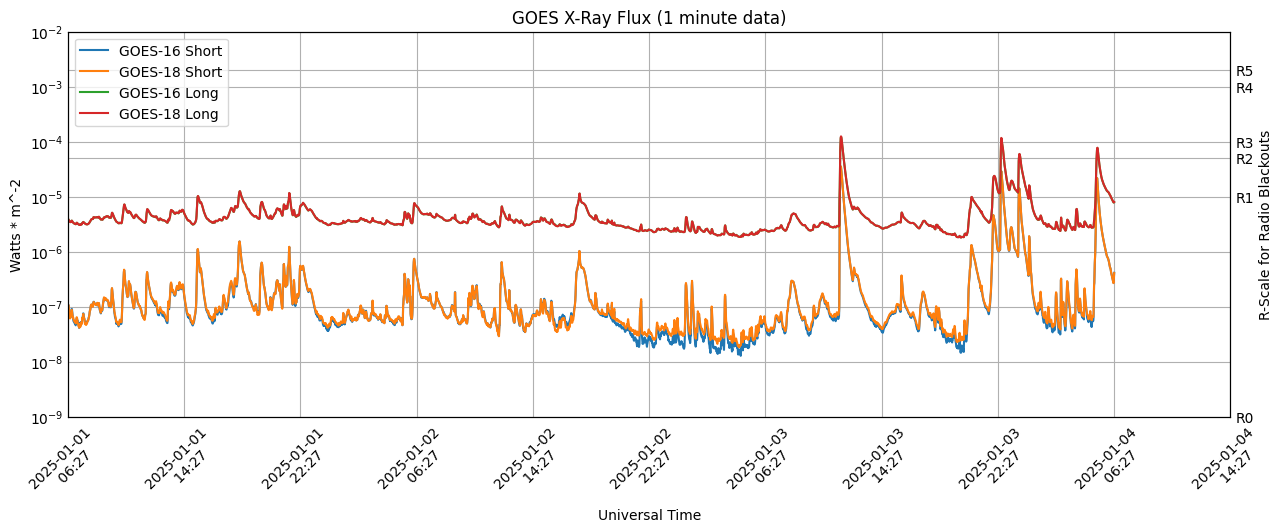 GOES X-Ray Flux (1 minute data)
GOES-16 Short
GOES-18 Short
GOES-16 Long
GOES-18 Long
Watts * m^-2
10⁻²
10⁻³
10⁻⁴
10⁻⁵
10⁻⁶
10⁻⁷
10⁻⁸
10⁻⁹
R5
R4
R3
R2
R1
R0
R-Scale for Radio Blackouts
2025-01-01
06:27
2025-01-01
14:27
2025-01-01
22:27
2025-01-02
06:27
2025-01-02
14:27
2025-01-02
22:27
2025-01-03
06:27
2025-01-03
14:27
2025-01-03
22:27
2025-01-04
06:27
2025-01-04
14:27
Universal Time